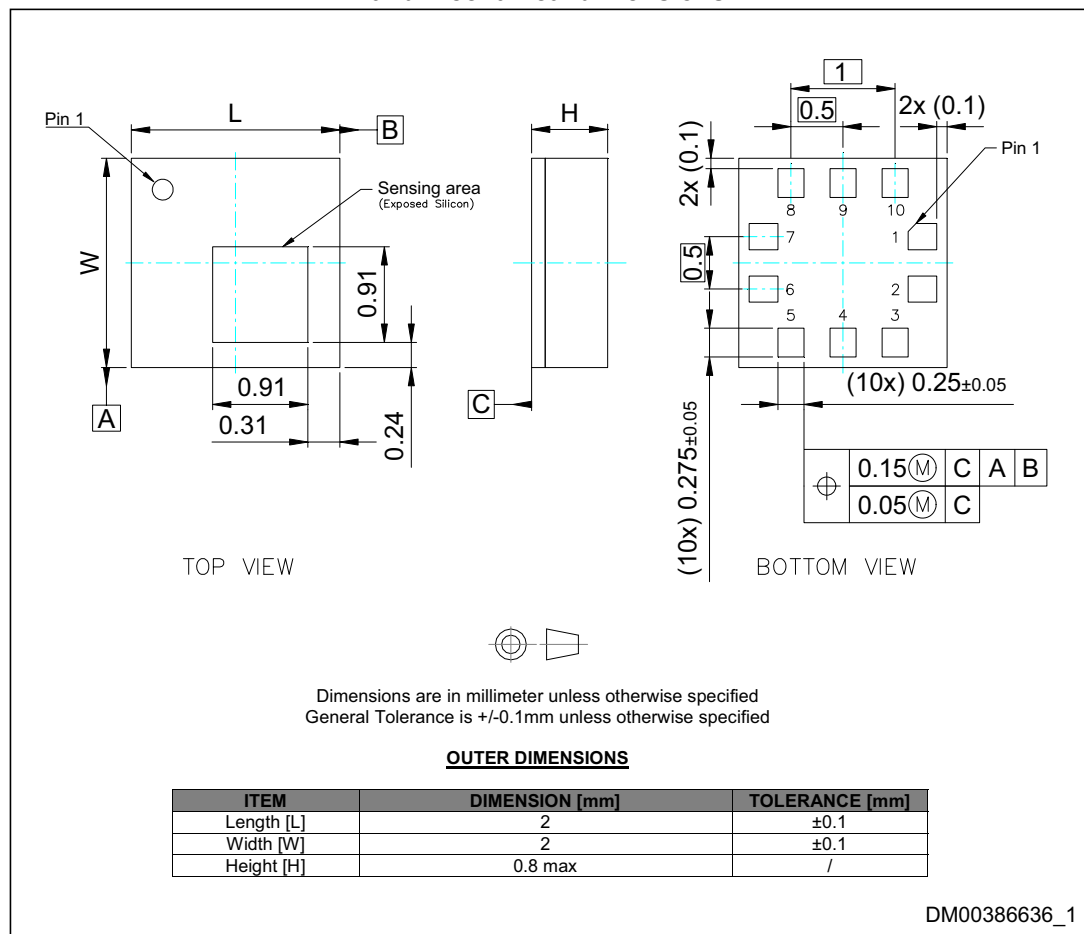 Pin 1
L
B
W
Sensing area
(Exposed Silicon)
0.91
0.91
0.31
0.24
A
TOP VIEW
H
C
1
0.5
2x (0.1)
2x (0.1)
Pin 1
8 9 10
7 1
0.5
6 2
5 4 3
(10x) 0.25±0.05
(10x) 0.275±0.05
0.15Ⓜ C A B
0.05Ⓜ C
BOTTOM VIEW
Dimensions are in millimeter unless otherwise specified
General Tolerance is +/-0.1mm unless otherwise specified
OUTER DIMENSIONS
ITEM DIMENSION [mm] TOLERANCE [mm]
Length [L] 2 ±0.1
Width [W] 2 ±0.1
Height [H] 0.8 max /
DM00386636_1